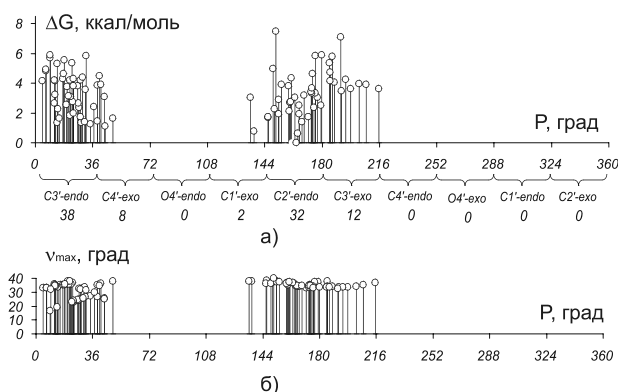 ΔG, ккал/моль
8
6
4
2
0
P, град
0 36 72 108 144 180 216 252 288 324 360
C3'-endo C4'-exo O4'-endo C1'-exo C2'-endo C3'-exo C4'-endo O4'-exo C1'-endo C2'-exo
38 8 0 2 32 12 0 0 0 0
а)
νmax, град
40
30
20
10
0
P, град
0 36 72 108 144 180 216 252 288 324 360
б)